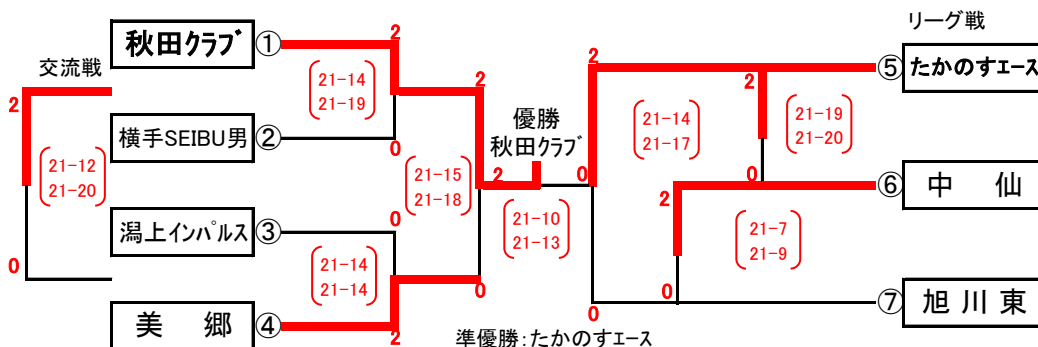 リーグ戦
秋田クラブ ①
2
2
⑤ たかのすエース
交流戦
2
21-14
21-19
2
21-14
21-17
21-19
21-20
横手SEIBU男 ②
0
優勝
秋田クラブ
21-12
21-20
21-15
21-18
2
0
0
2
⑥ 中 仙
潟上インパルス ③
0
21-10
21-13
21-7
21-9
0
21-14
21-14
0
0
0
⑦ 旭川東
美 郷 ④
2
準優勝:たかのすエース